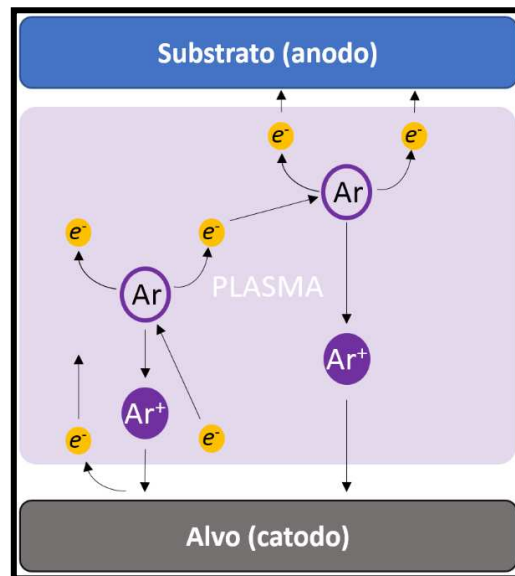 Substrato (anodo)
e-
e-
Ar
e-
e-
Ar
PLASMA
Ar+
Ar+
e-
e-
Alvo (catodo)